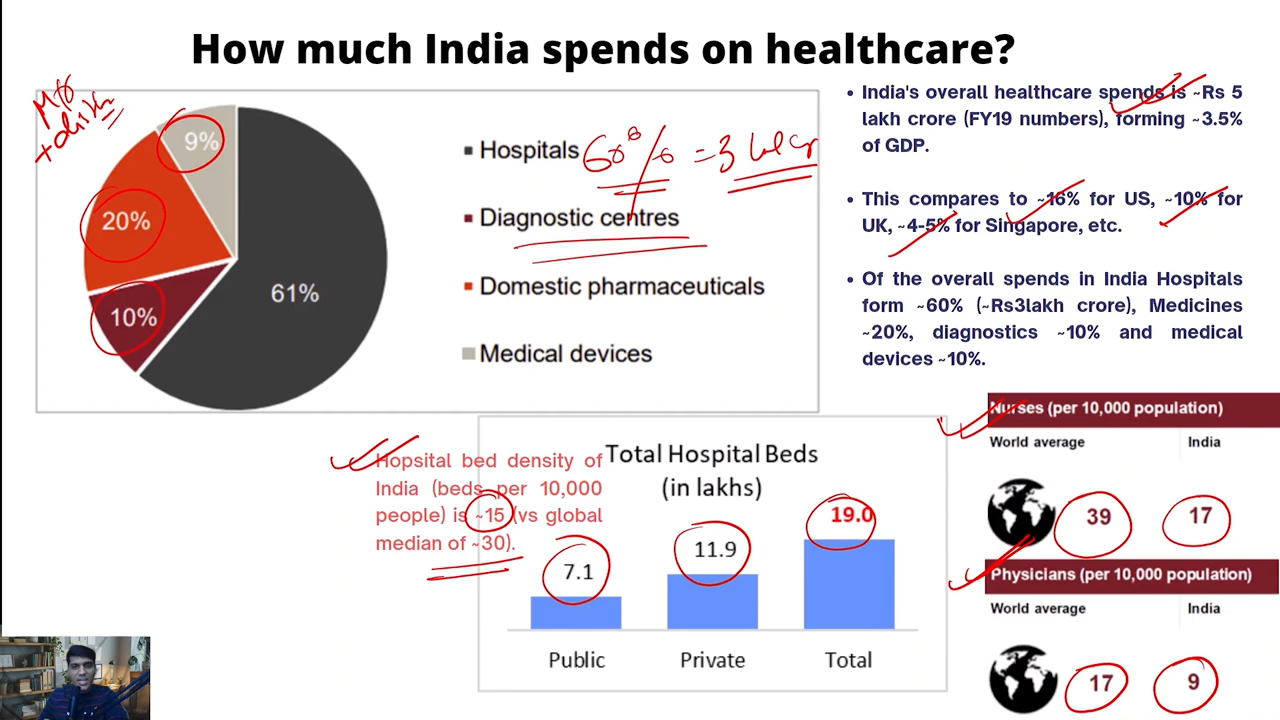 How much India spends on healthcare?
9%
20%
10%
61%
Hospitals
60% = 3
Diagnostic centres
Domestic pharmaceuticals
Medical devices
• India's overall healthcare spends is ~Rs 5
lakh crore (FY19 numbers), forming ~3.5%
of GDP.
• This compares to ~16% for US, ~10% for
UK, ~4-5% for Singapore, etc.
• Of the overall spends in India Hospitals
form ~60% (~Rs3lakh crore), Medicines
~20%, diagnostics ~10% and medical
devices ~10%.
Hopsital bed density of
India (beds per 10,000
people) is ~15 (vs global
median of ~30).
Total Hospital Beds
(in lakhs)
7.1
11.9
19.0
Public
Private
Total
Nurses (per 10,000 population)
World average
India
39
17
Physicians (per 10,000 population)
World average
India
17
9